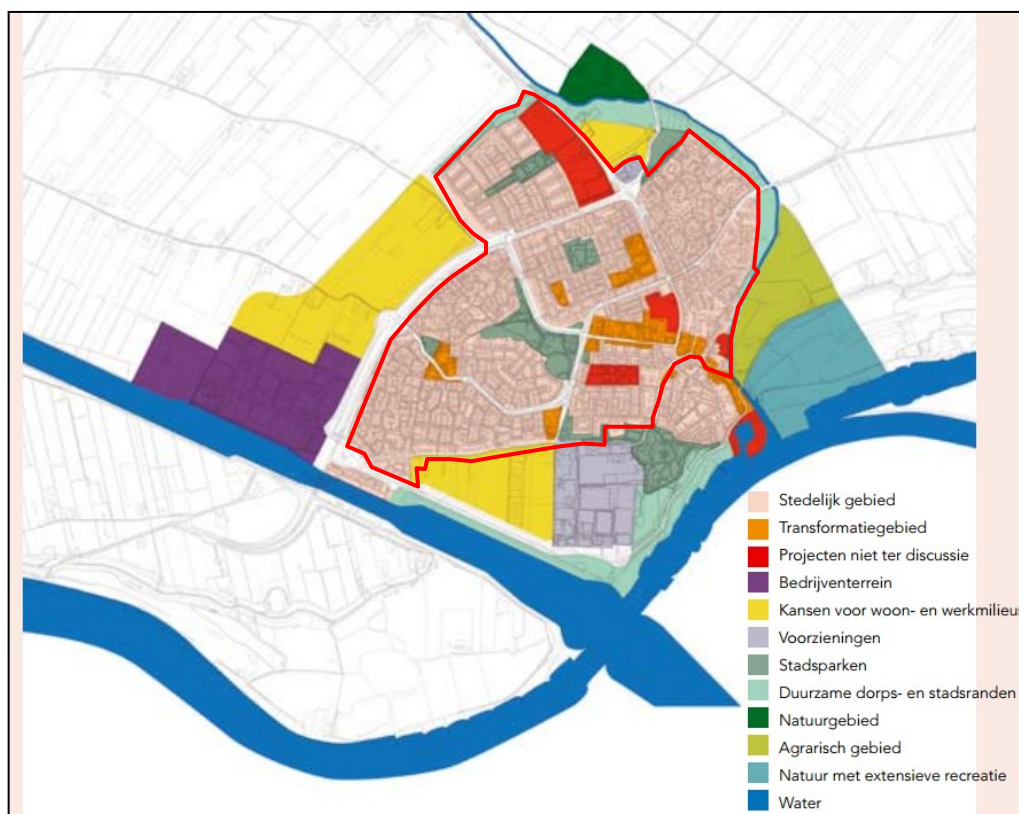 Stedelijk gebied
Transformatiegebied
Projecten niet ter discussie
Bedrijventerrein
Kansen voor woon- en werkmilieus
Voorzieningen
Stadsparken
Duurzame dorps- en stadsranden
Natuurgebied
Agrarisch gebied
Natuur met extensieve recreatie
Water